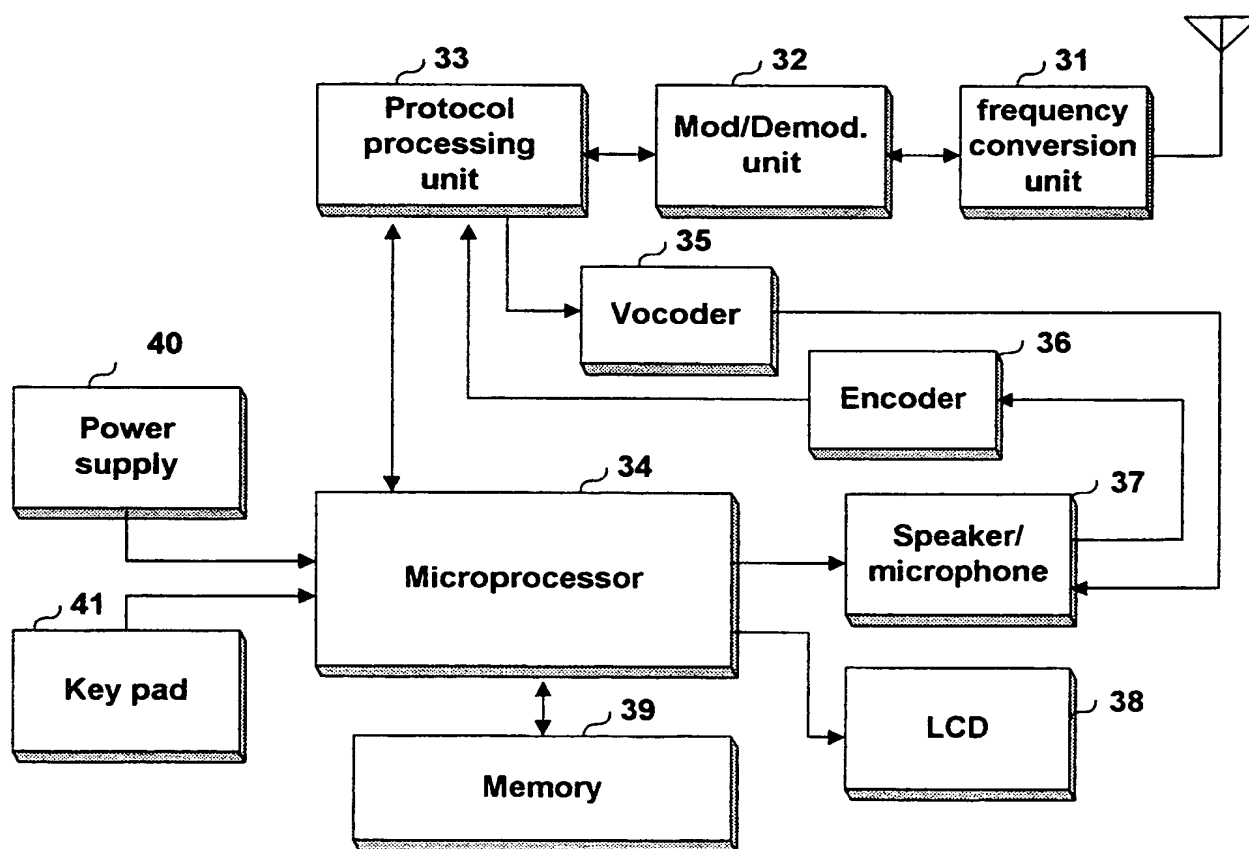 33
Protocol
processing
unit
32
Mod/Demod.
unit
31
frequency
conversion
unit
35
Vocoder
36
Encoder
40
Power
supply
34
Microprocessor
37
Speaker/
microphone
41
Key pad
38
LCD
39
Memory